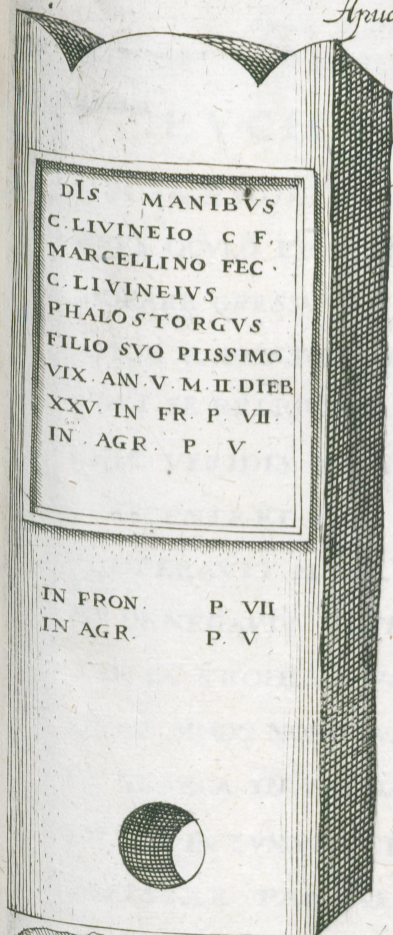 Apud
DIS MANIBVS
C. LIVINEIO C F.
MARCELLINO FEC ·
C. LIVINEIVS
PHALOSTORGVS
FILIO SVO PIISSIMO
VIX . ANN . V . M . II DIEB
XXV . IN FR . P VII .
IN AGR P V
IN FRON . P. VII
IN AGR . P. V